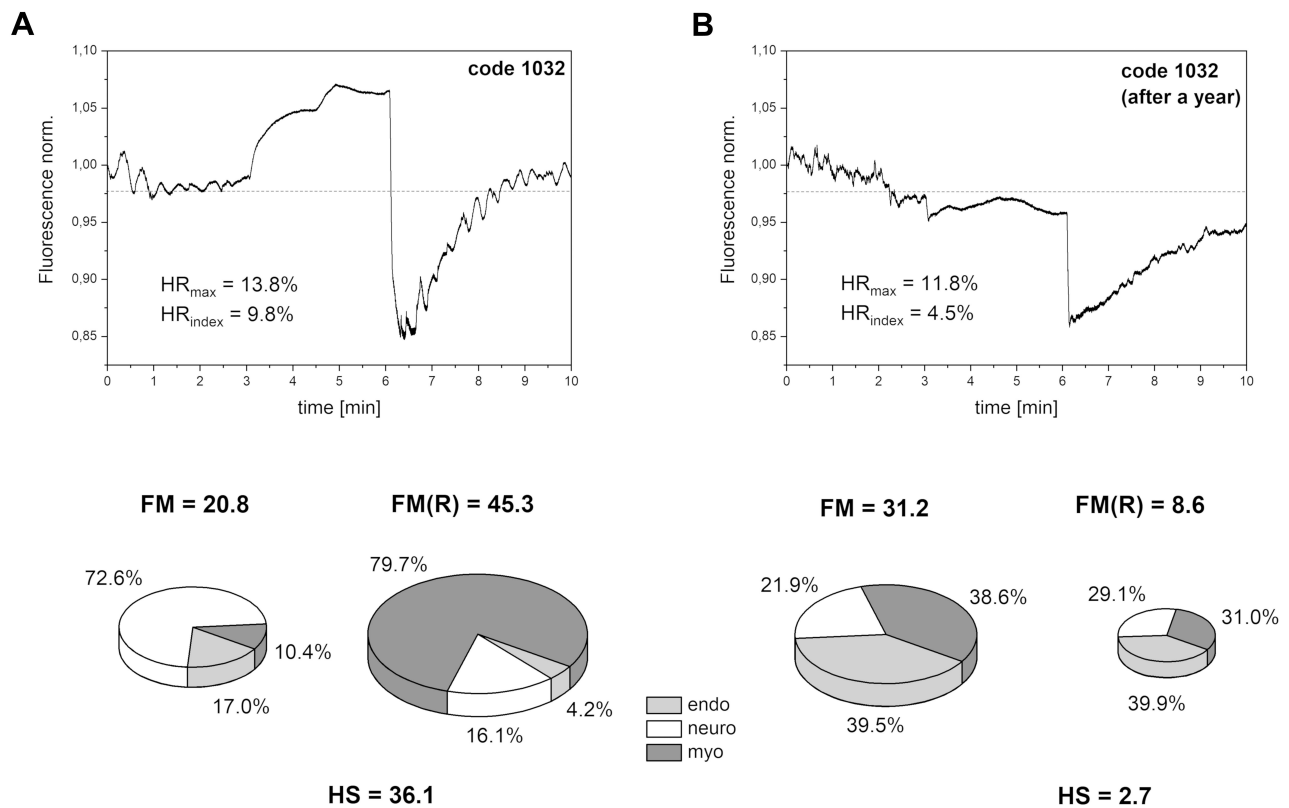 A
Fluorescence norm.
1,10
1,05
1,00
0,95
0,90
0,85
code 1032
HRmax = 13.8%
HRindex = 9.8%
0 1 2 3 4 5 6 7 8 9 10
time [min]
B
Fluorescence norm.
1,10
1,05
1,00
0,95
0,90
0,85
code 1032
(after a year)
HRmax = 11.8%
HRindex = 4.5%
0 1 2 3 4 5 6 7 8 9 10
time [min]
FM = 20.8
72.6%
10.4%
17.0%
FM(R) = 45.3
79.7%
4.2%
16.1%
HS = 36.1
endo
neuro
myo
FM = 31.2
21.9%
38.6%
39.5%
FM(R) = 8.6
29.1%
31.0%
39.9%
HS = 2.7